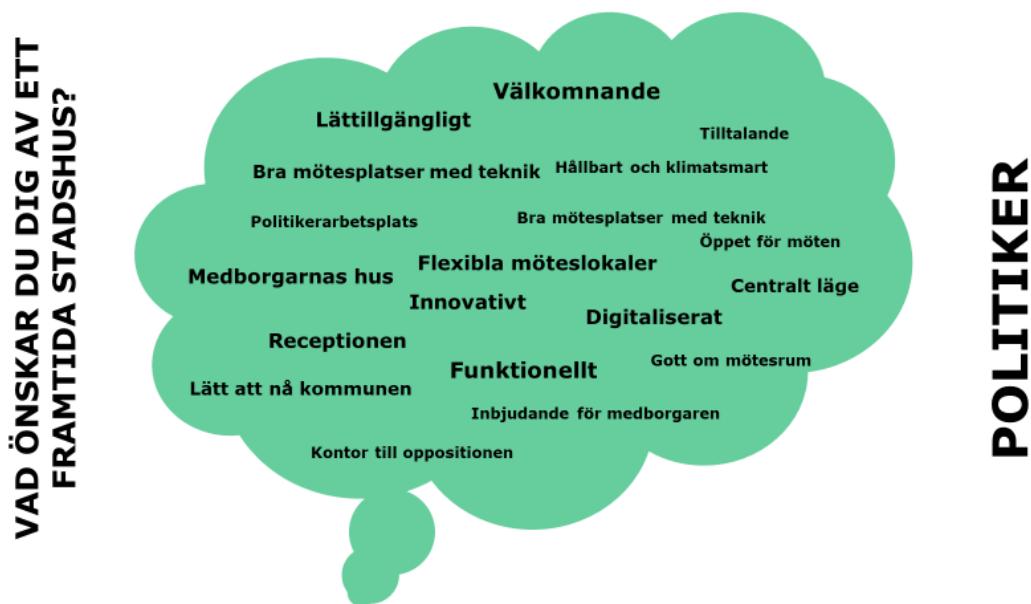 VAD ÖNSKAR DU DIG AV ETT
FRAMTIDA STADSHUS?
Välkomnande
Lättillgängligt
Tilltalande
Bra mötesplatser med teknik
Hållbart och klimatsmart
Politikerarbetsplats
Bra mötesplatser med teknik
Öppet för möten
Medborgarnas hus
Flexibla möteslokaler
Centralt läge
Innovativt
Digitaliserat
Receptionen
Gott om mötesrum
Funktionellt
Lätt att nå kommunen
Inbjudande för medborgaren
Kontor till oppositionen
POLITIKER